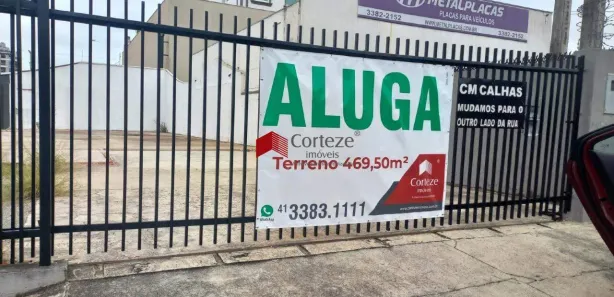 METALPLACAS
3382-2152
PLACAS PARA VEÍCULOS
3382-2152
ALUGA
Corteze®
imóveis
Terreno 469,50m²
Corteze
imóveis
41 3383.1111
CM CALHAS
MUDAMOS PARA O
OUTRO LADO DA RUA